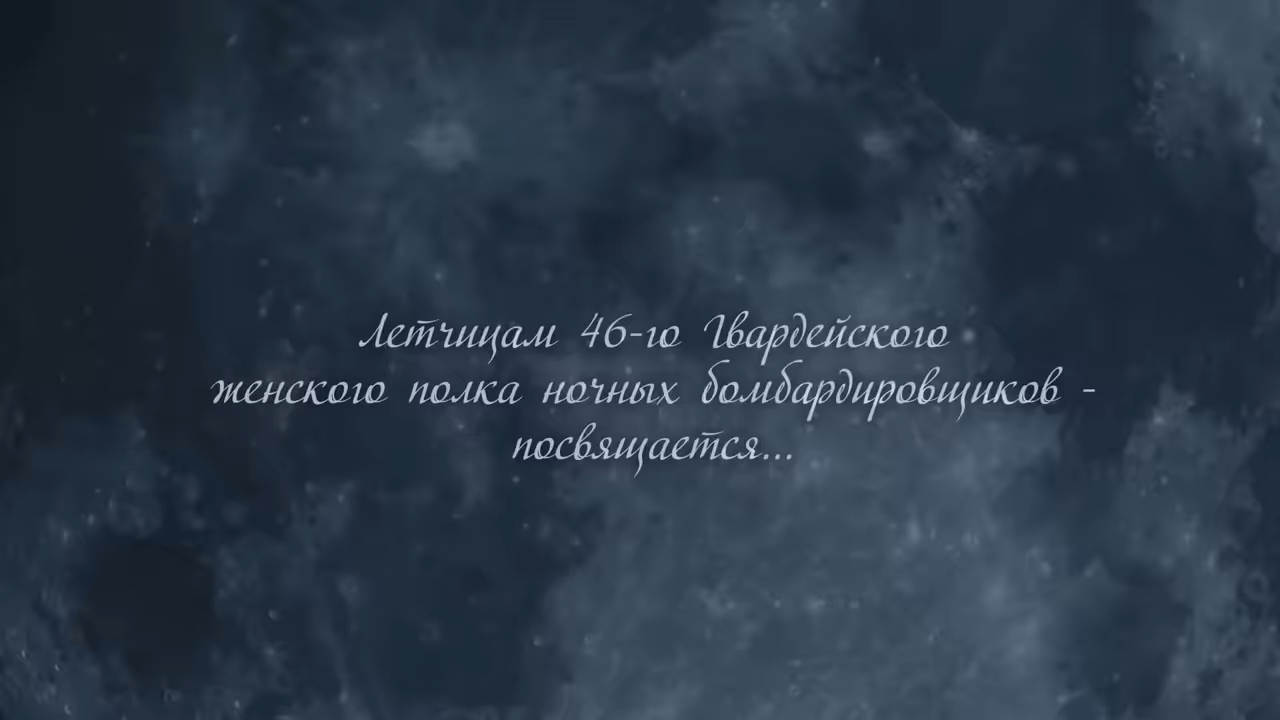 Летчицам 46-го Гвардейского
женского полка ночных бомбардировщиков -
посвящается...